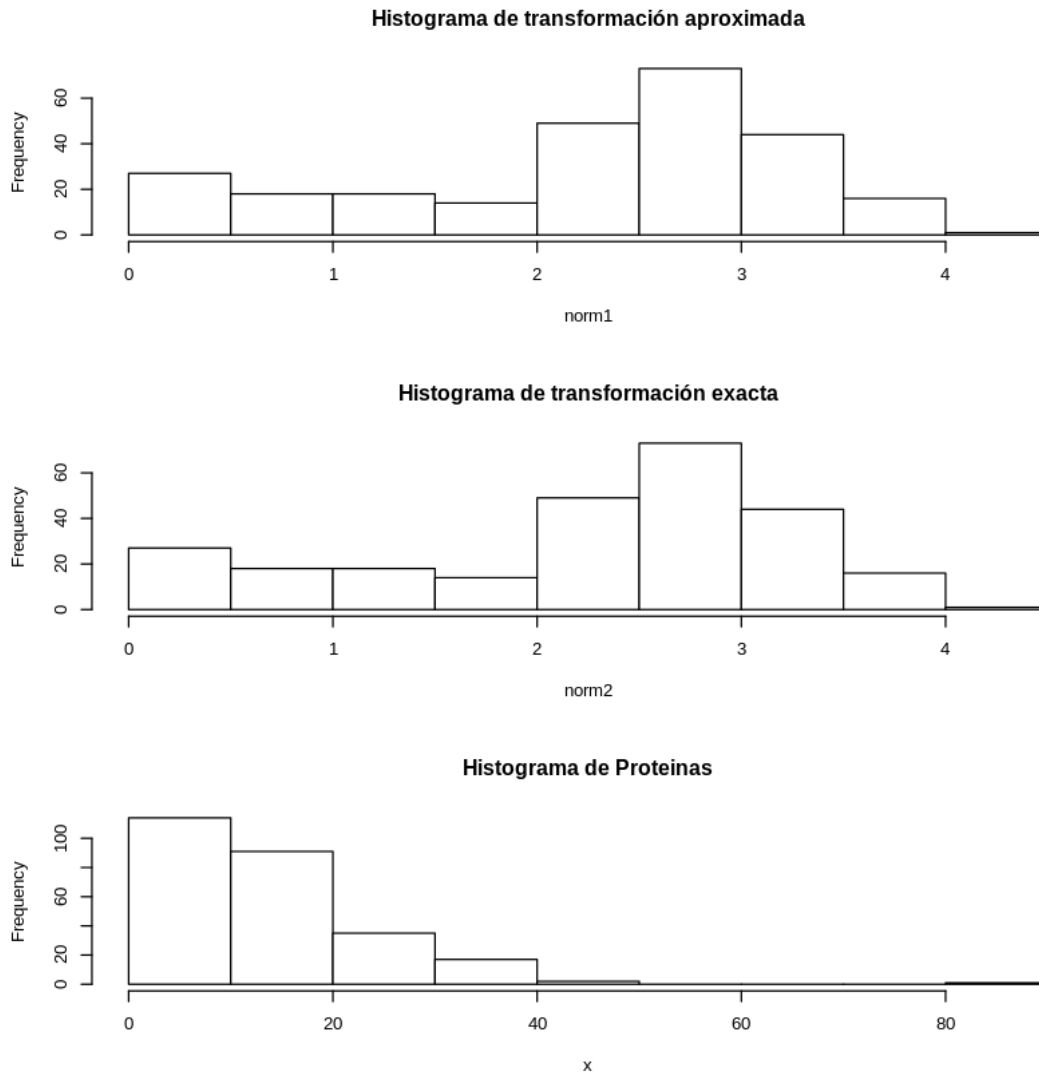 Histograma de transformación aproximada
Frequency
0 20 40 60
0 1 2 3 4
norm1
Histograma de transformación exacta
Frequency
0 20 40 60
0 1 2 3 4
norm2
Histograma de Proteinas
Frequency
0 20 60 100
0 20 40 60 80
x